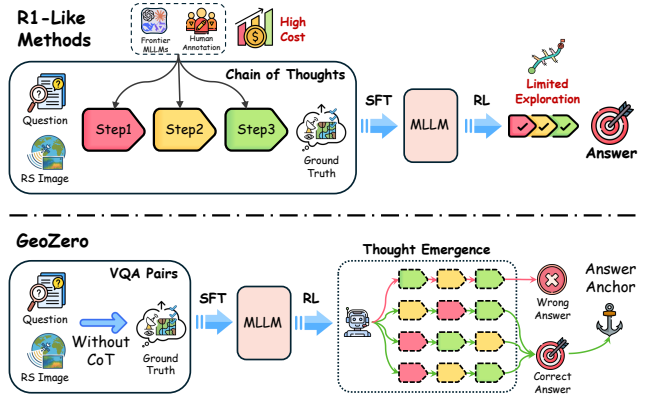 R1-Like
Methods
Frontier
MLLMs
Human
Annotation
High
Cost
Chain of Thoughts
Question
RS Image
Step1
Step2
Step3
Ground
Truth
SFT
MLLM
RL
Limited
Exploration
Answer
GeoZero
VQA Pairs
Question
RS Image
Without
CoT
Ground
Truth
SFT
MLLM
RL
Thought Emergence
Wrong
Answer
Correct
Answer
Answer
Anchor